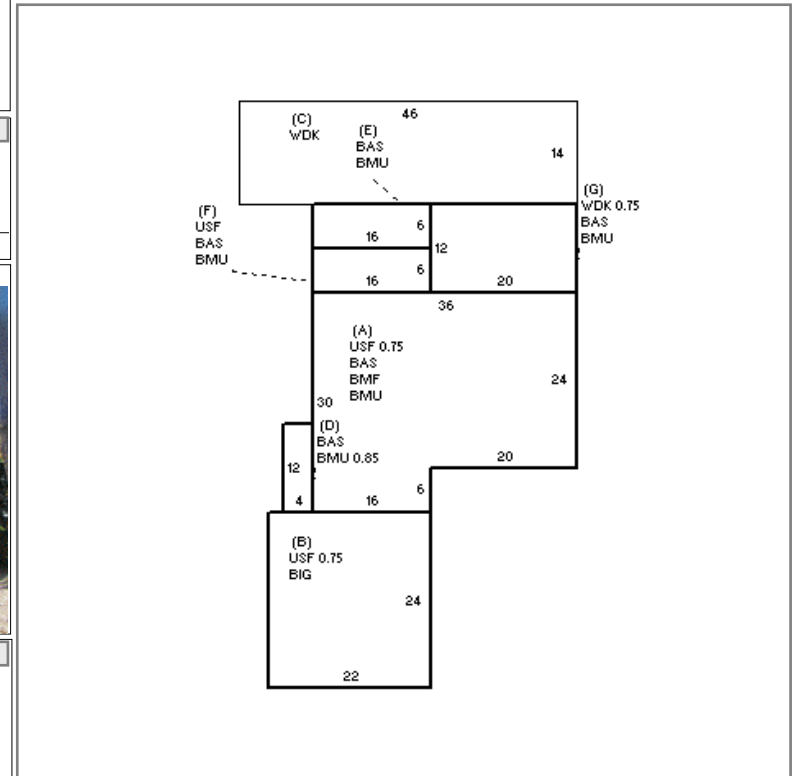 46
(C)
WDK
(E)
BAS
BMU
14
(G)
WDK 0.75
BAS
BMU
(F)
USF
BAS
BMU
6
16
12
6
16
20
36
(A)
USF 0.75
BAS
BMF
BMU
24
30
(D)
BAS
BMU 0.85
12
20
4
16
6
(B)
USF 0.75
BIG
24
22